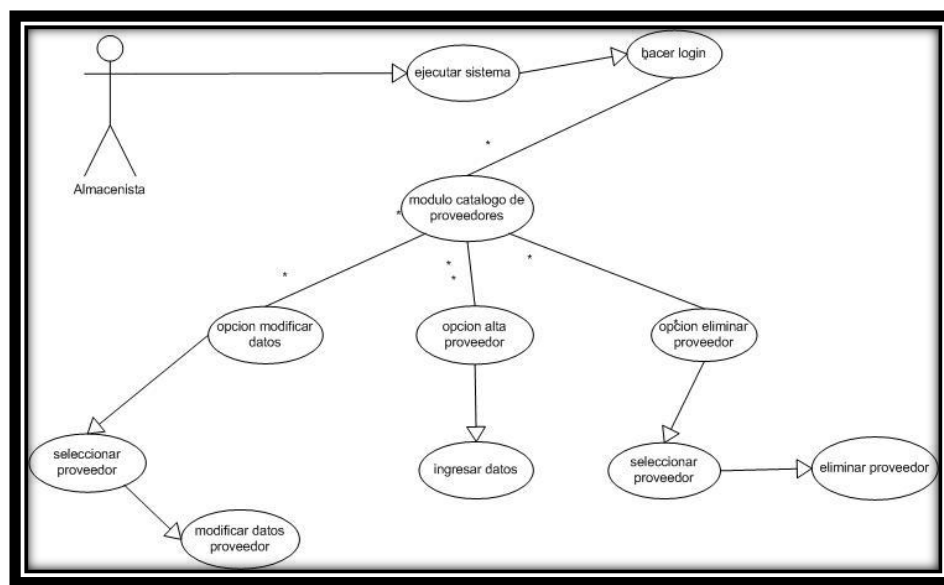 hacer login
ejecutar sistema
Almacenista
*
modulo catalogo de
proveedores
*
*
*
*
*
opcion modificar
datos
opcion alta
proveedor
*
opcion eliminar
proveedor
seleccionar
proveedor
ingresar datos
seleccionar
proveedor
eliminar proveedor
modificar datos
proveedor